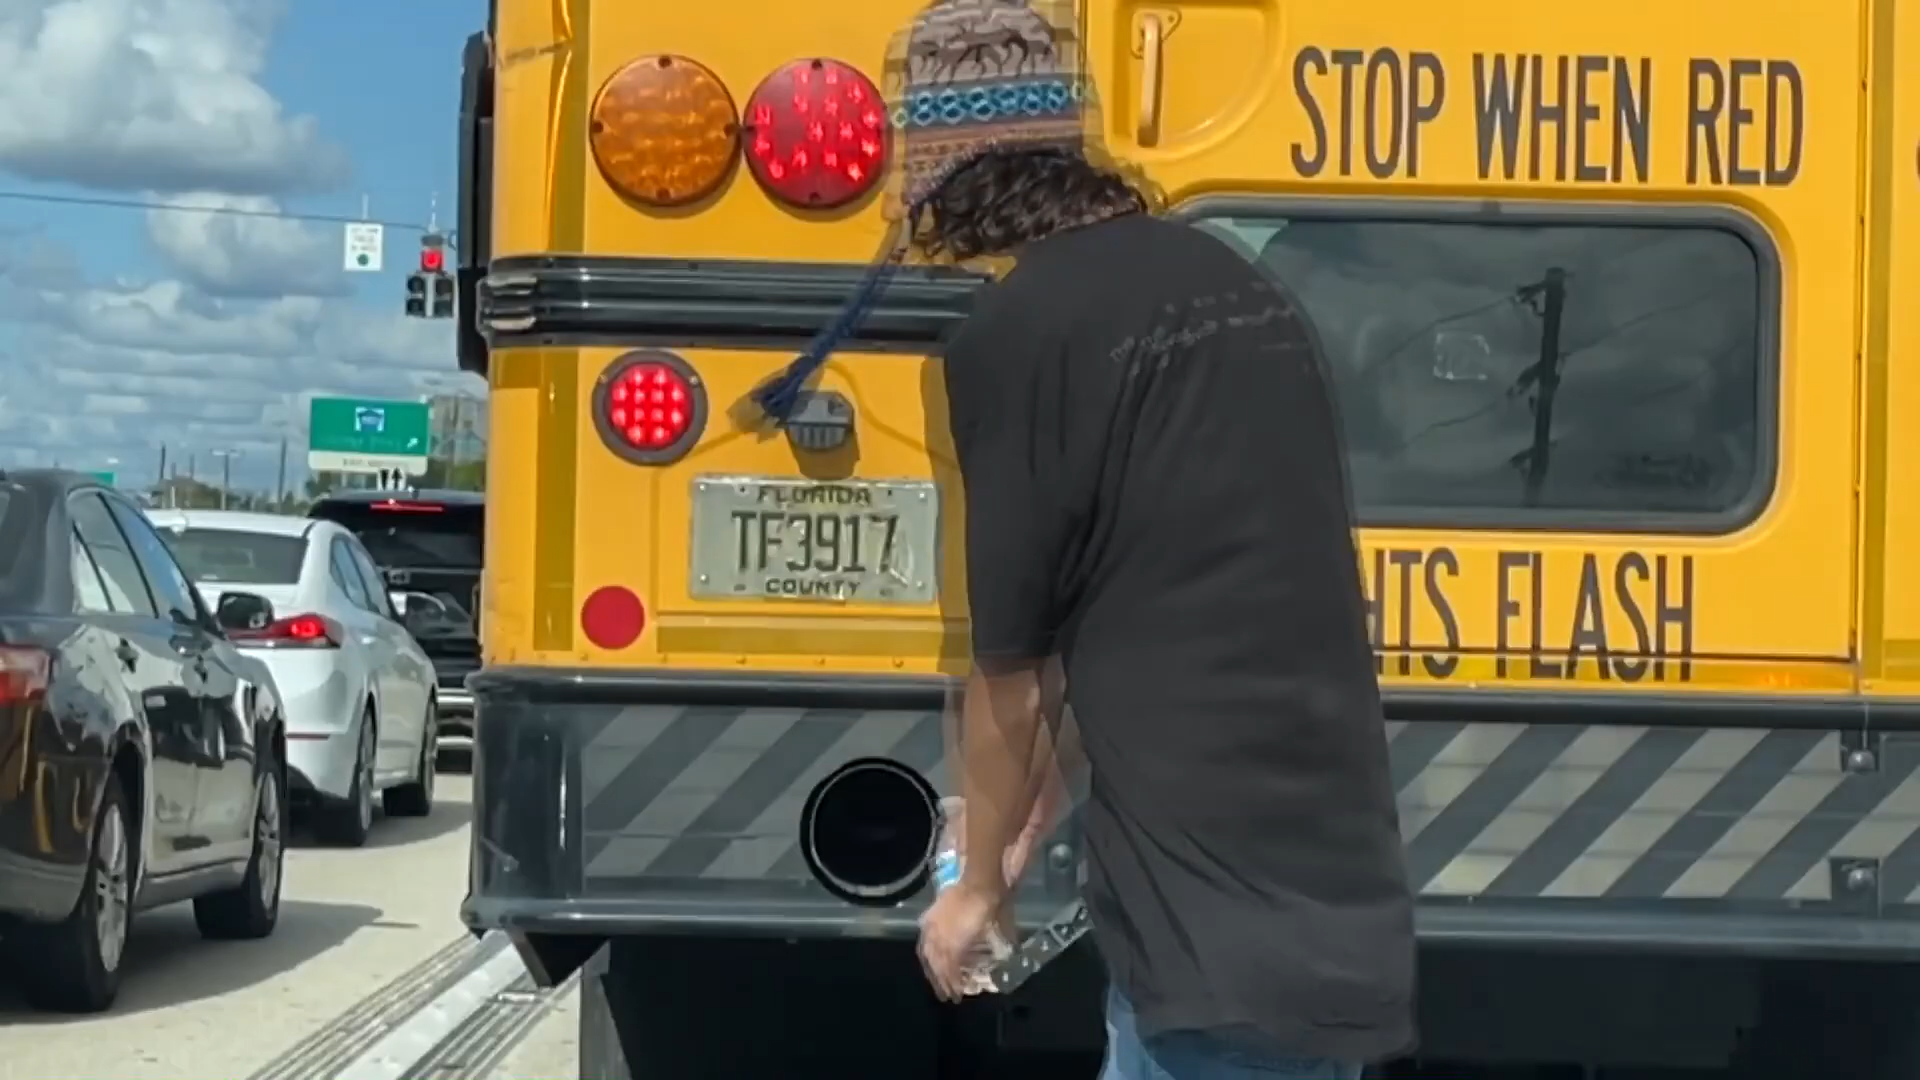 STOP WHEN RED
FLORIDA
TF3917
COUNTY
HTS FLASH